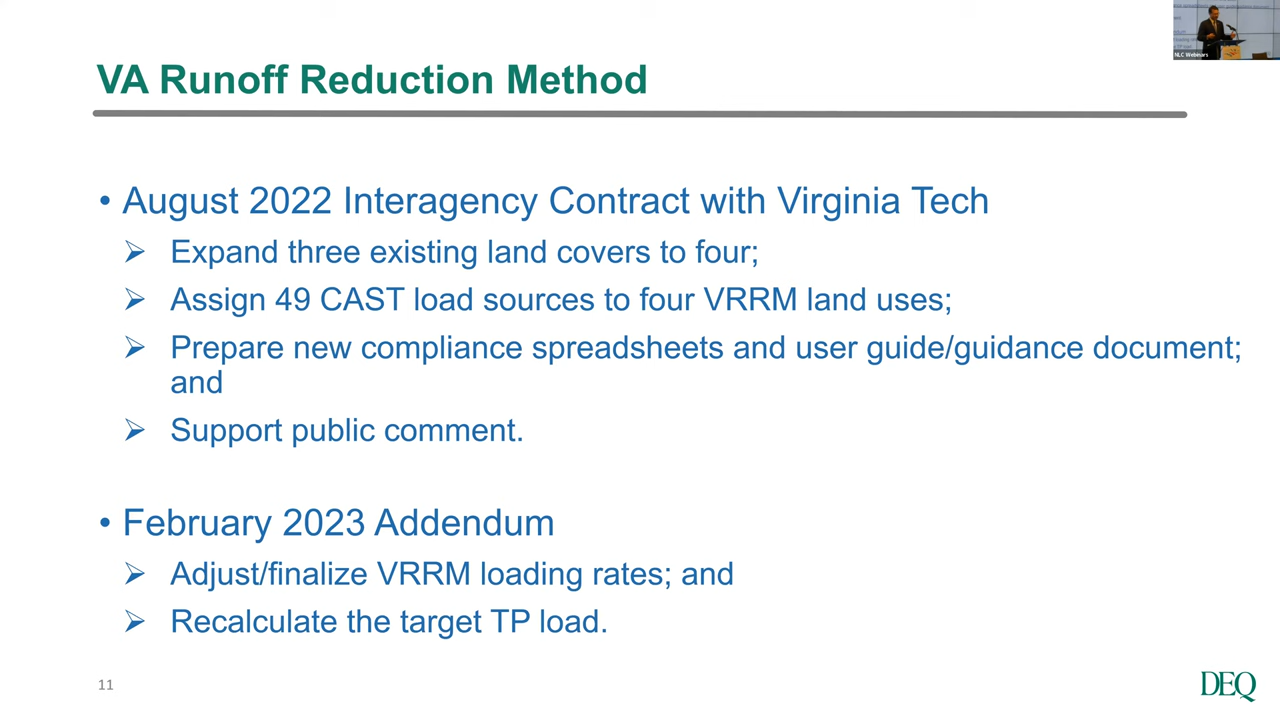 NLC Webinars
VA Runoff Reduction Method
• August 2022 Interagency Contract with Virginia Tech
➢ Expand three existing land covers to four;
➢ Assign 49 CAST load sources to four VRRM land uses;
➢ Prepare new compliance spreadsheets and user guide/guidance document;
and
➢ Support public comment.
• February 2023 Addendum
➢ Adjust/finalize VRRM loading rates; and
➢ Recalculate the target TP load.
11
DEQ